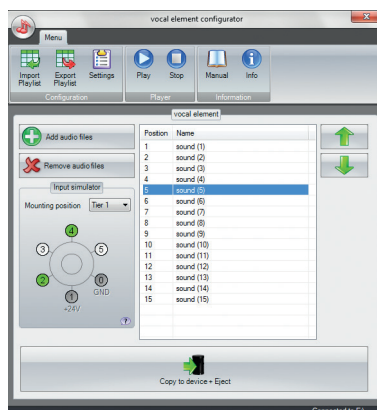 vocal element configurator
Menu
Import Playlist
Export Playlist
Settings
Play
Stop
Manual
Info
Configuration
Player
Information
vocal element
Add audio files
Remove audio files
Input simulator
Mounting position Tier 1
4
3
5
2
0
GND
1
+24V
?
Position Name
1 sound (1)
2 sound (2)
3 sound (3)
4 sound (4)
5 sound (5)
6 sound (6)
7 sound (7)
8 sound (8)
9 sound (9)
10 sound (10)
11 sound (11)
12 sound (12)
13 sound (13)
14 sound (14)
15 sound (15)
Copy to device + Eject